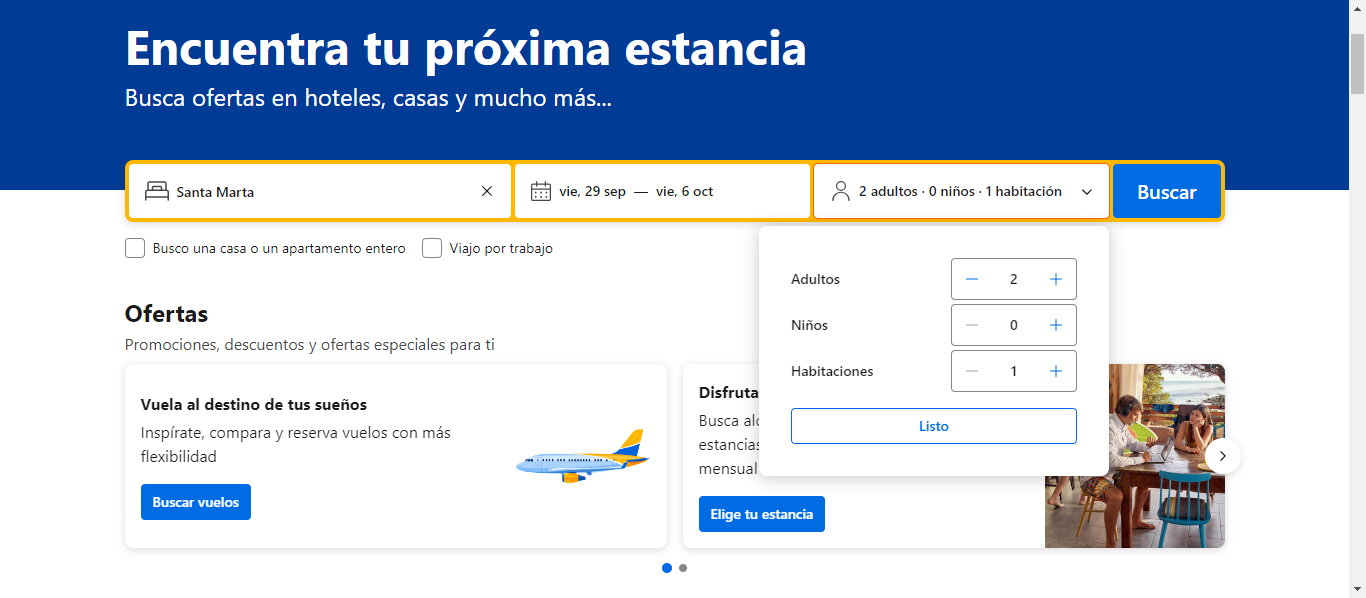 Encuentra tu próxima estancia
Busca ofertas en hoteles, casas y mucho más...
Santa Marta
vie, 29 sep — vie, 6 oct
2 adultos · 0 niños · 1 habitación
Buscar
Busco una casa o un apartamento entero
Viajo por trabajo
Adultos 2
Niños 0
Habitaciones 1
Listo
Ofertas
Promociones, descuentos y ofertas especiales para ti
Vuela al destino de tus sueños
Inspírate, compara y reserva vuelos con más
flexibilidad
Buscar vuelos
Disfruta
Busca
estancias
mensual
Elige tu estancia